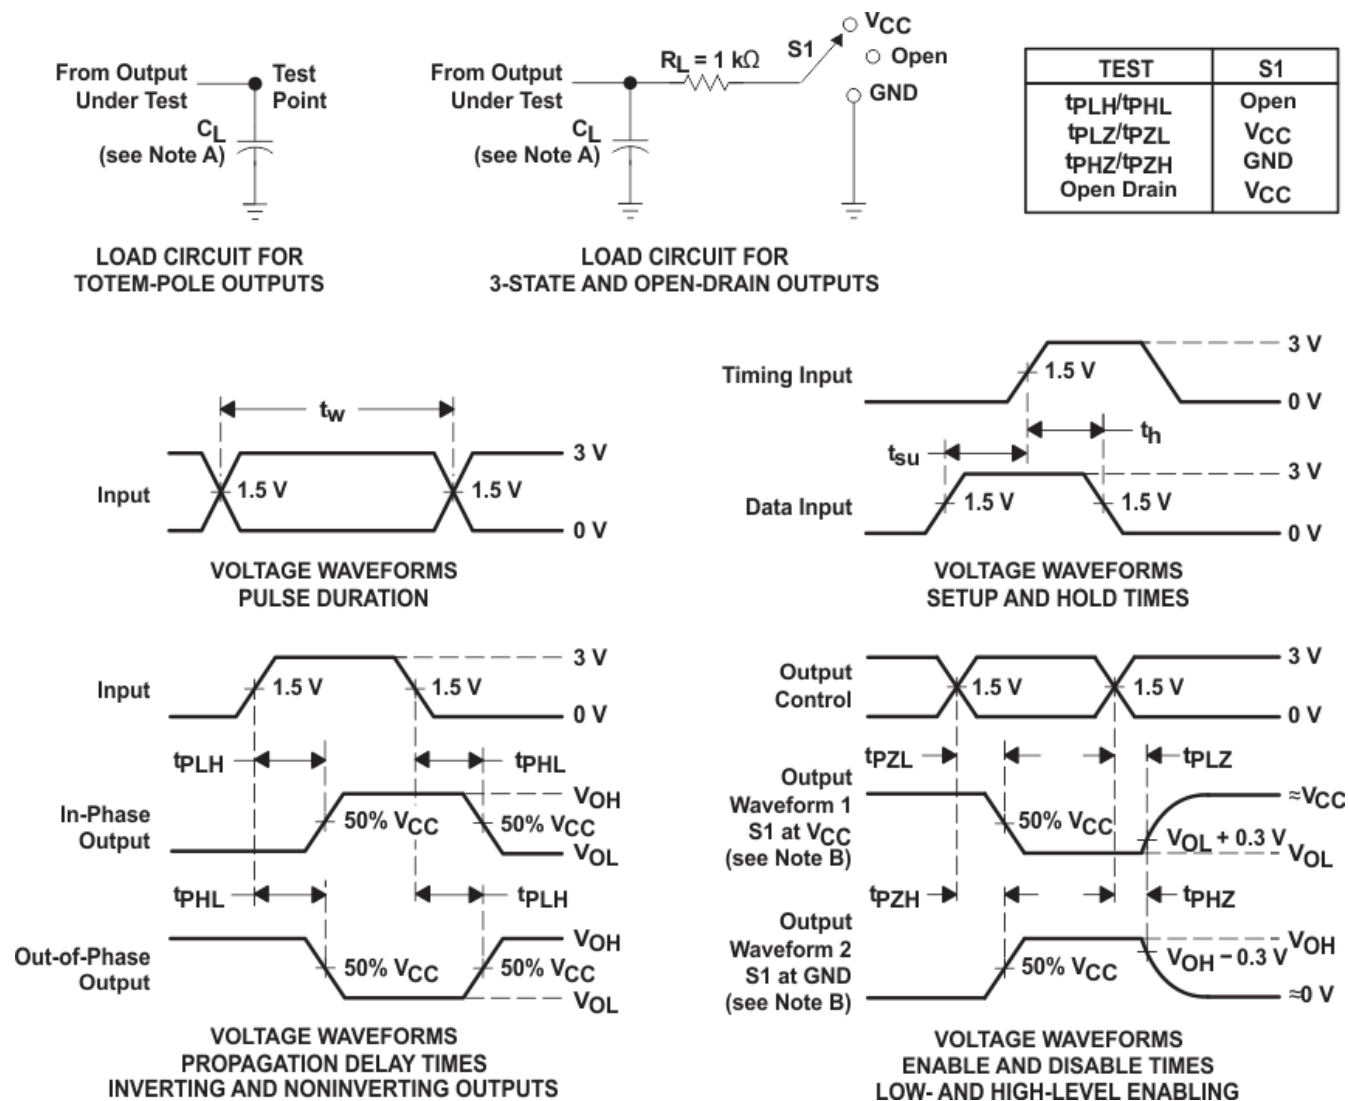 From Output
Under Test
Test
Point
CL
(see Note A)
LOAD CIRCUIT FOR
TOTEM-POLE OUTPUTS
From Output
Under Test
RL = 1 kΩ
S1
VCC
Open
GND
CL
(see Note A)
LOAD CIRCUIT FOR
3-STATE AND OPEN-DRAIN OUTPUTS
TEST S1
tPLH/tPHL Open
tPLZ/tPZL VCC
tPHZ/tPZH GND
Open Drain VCC
tw
Input
1.5 V
1.5 V
3 V
0 V
VOLTAGE WAVEFORMS
PULSE DURATION
Timing Input
1.5 V
3 V
0 V
th
tsu
Data Input
1.5 V
1.5 V
3 V
0 V
VOLTAGE WAVEFORMS
SETUP AND HOLD TIMES
Input
1.5 V
1.5 V
3 V
0 V
tPLH
tPHL
In-Phase
Output
50% VCC
50% VCC
VOH
VOL
tPHL
tPLH
Out-of-Phase
Output
50% VCC
50% VCC
VOH
VOL
VOLTAGE WAVEFORMS
PROPAGATION DELAY TIMES
INVERTING AND NONINVERTING OUTPUTS
Output
Control
1.5 V
1.5 V
3 V
0 V
tPZL
tPLZ
Output
Waveform 1
S1 at VCC
(see Note B)
50% VCC
VOL + 0.3 V
≈VCC
VOL
tPZH
tPHZ
Output
Waveform 2
S1 at GND
(see Note B)
50% VCC
VOH − 0.3 V
VOH
≈0 V
VOLTAGE WAVEFORMS
ENABLE AND DISABLE TIMES
LOW- AND HIGH-LEVEL ENABLING